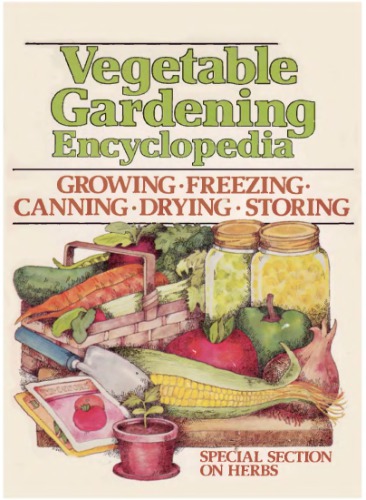 Vegetable
Gardening
Encyclopedia
GROWING·FREEZING·
CANNING·DRYING·STORING
SPECIAL SECTION
ON HERBS